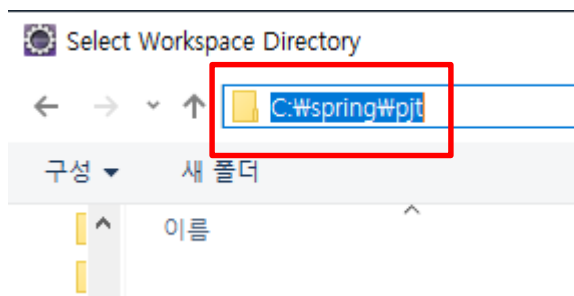 Select Workspace Directory
C:₩spring₩pjt
구성 새 폴더
이름